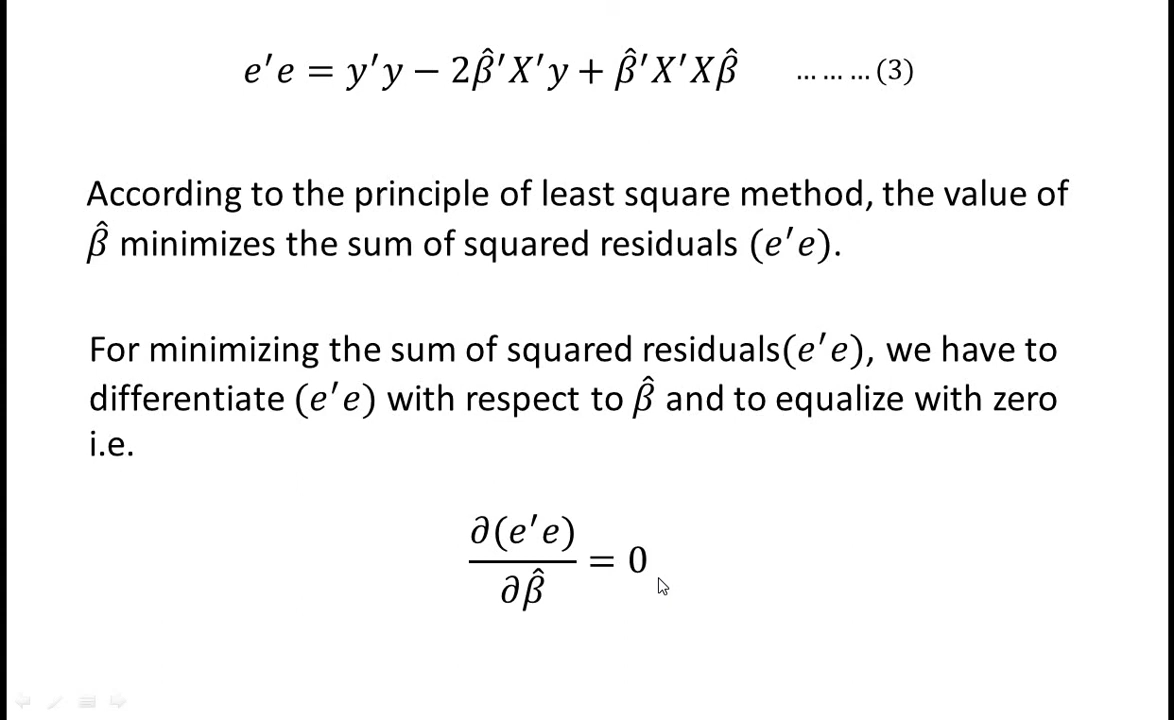 e′e = y′y − 2β̂′X′y + β̂′X′Xβ̂ ... ... ... (3)
According to the principle of least square method, the value of
β̂ minimizes the sum of squared residuals (e′e).
For minimizing the sum of squared residuals(e′e), we have to
differentiate (e′e) with respect to β̂ and to equalize with zero
i.e.
∂(e′e)
= 0
∂β̂